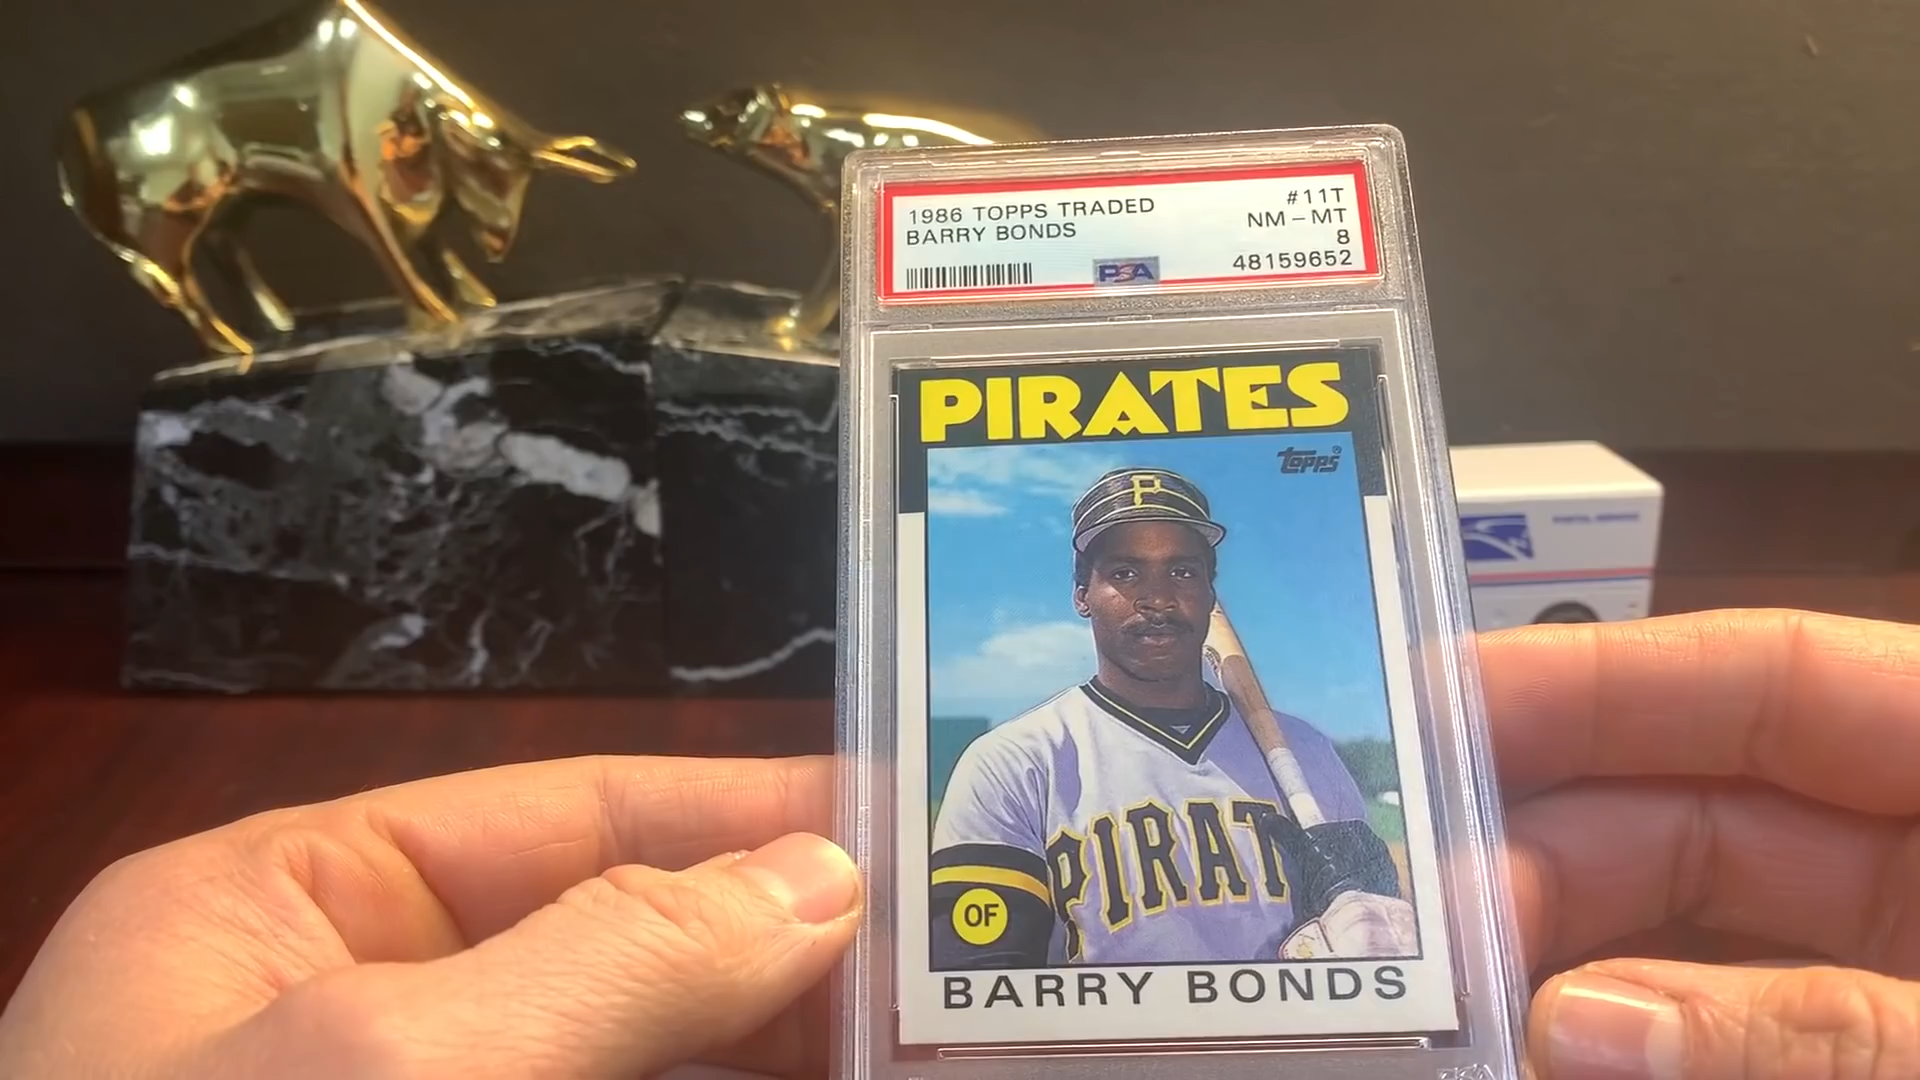 1986 TOPPS TRADED #11T
BARRY BONDS NM - MT
8
PSA 48159652
PIRATES
topps®
P
PIRAT
OF
BARRY BONDS